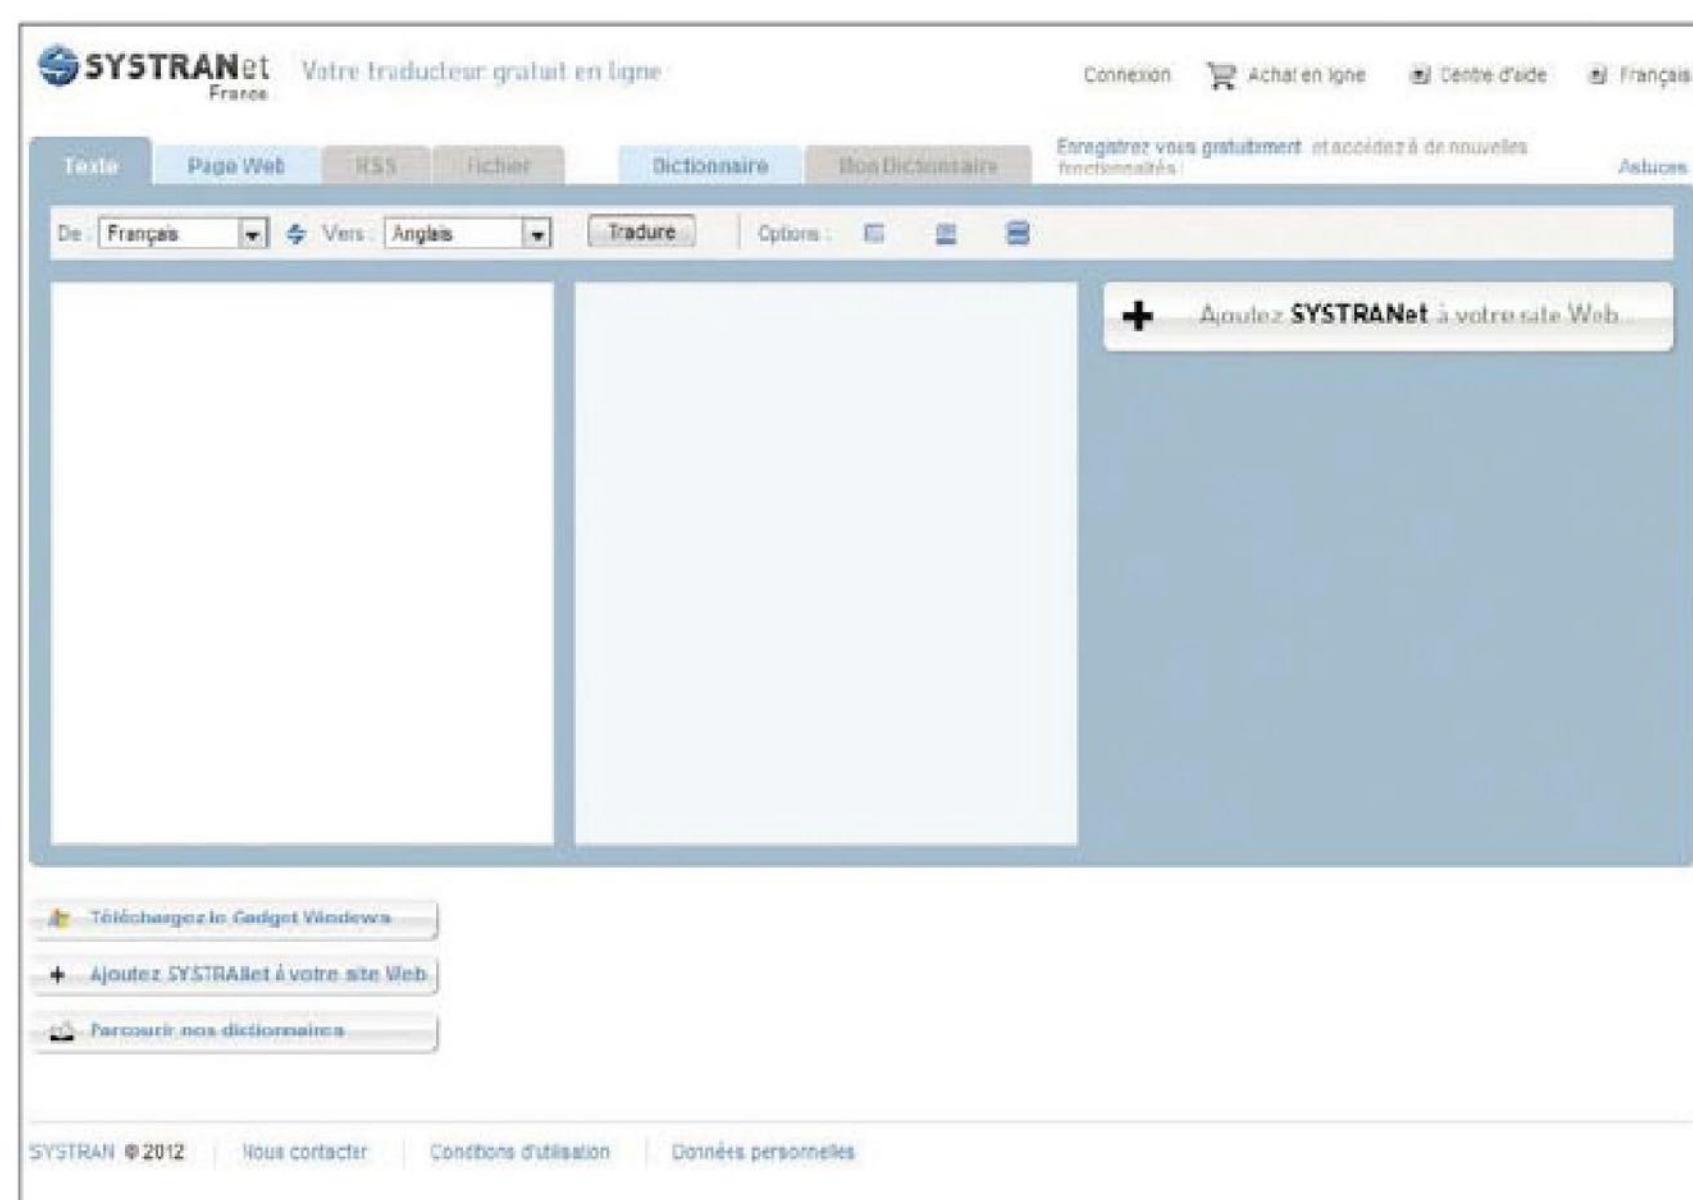 SYSTRANet Votre traducteur gratuit en ligne Connexion Achat en ligne Centre d'aide Français
France
Texte Page Web RSS Fichier Dictionnaire Mon Dictionnaire Enregistrez vous gratuitement et accédez à de nouvelles
fonctionnalités ! Astuces
De : Français Vers : Anglais Tradure Options :
Ajoutez SYSTRANet à votre site Web...
Téléchargez le Gadget Windows
Ajoutez SYSTRANet à votre site Web
Parcourir nos dictionnaires
SYSTRAN © 2012 Nous contacter Conditions d'utilisation Données personnelles